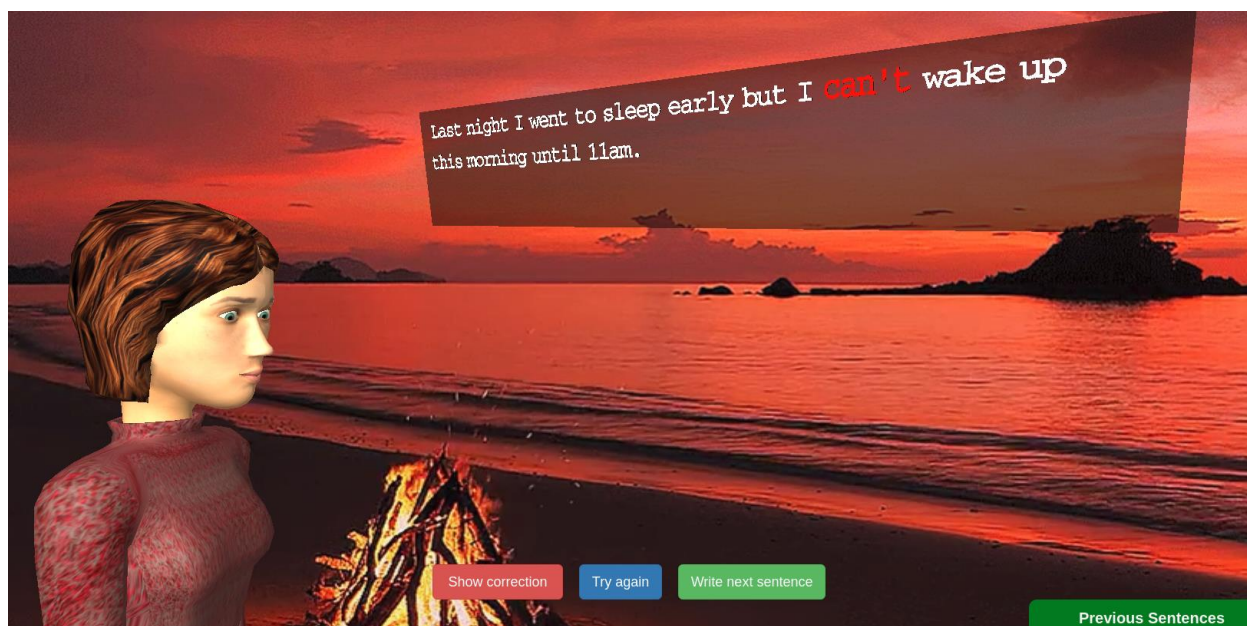 Last night I went to sleep early but I can't wake up
this morning until 11am.
Show correction
Try again
Write next sentence
Previous Sentences